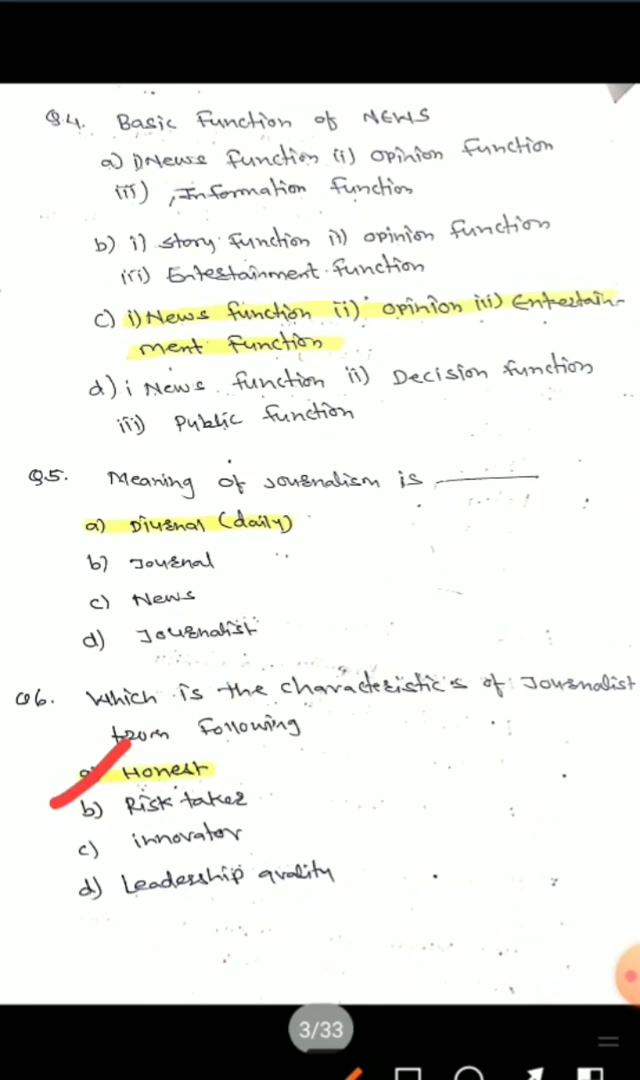 Q4. Basic Function of NEWS
a) i) News function ii) opinion function
iii) , Information function
b) i) story function ii) opinion function
iii) Entertainment function
c) i) News function ii) opinion iii) Entertain-
ment function
d) i News function ii) Decision function
iii) Public function
Q5. Meaning of Journalism is ______
a) Diurnal (daily)
b) Journal
c) News
d) Journalist
Q6. Which is the characteristic's of Journalist
from Following
a) Honest
b) Risk taker
c) innovator
d) Leadership quality
3/33